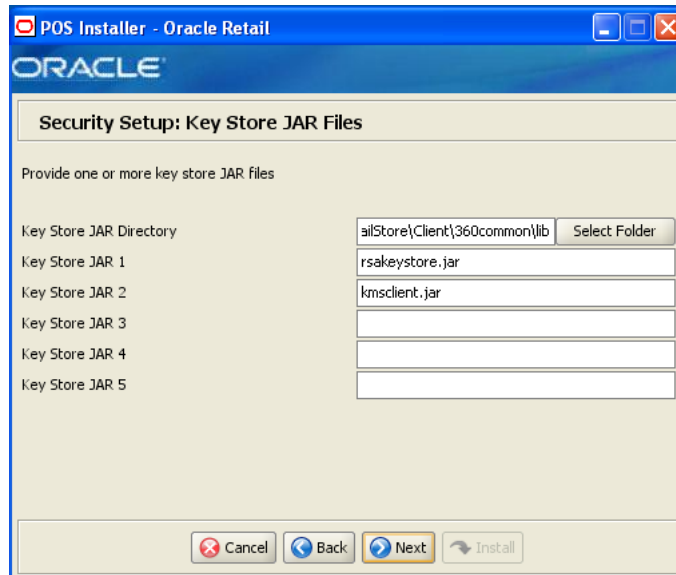 POS Installer - Oracle Retail
ORACLE
Security Setup: Key Store JAR Files
Provide one or more key store JAR files
Key Store JAR Directory ailStore\Client\360common\lib Select Folder
Key Store JAR 1 rsakeystore.jar
Key Store JAR 2 kmsclient.jar
Key Store JAR 3
Key Store JAR 4
Key Store JAR 5
Cancel Back Next Install